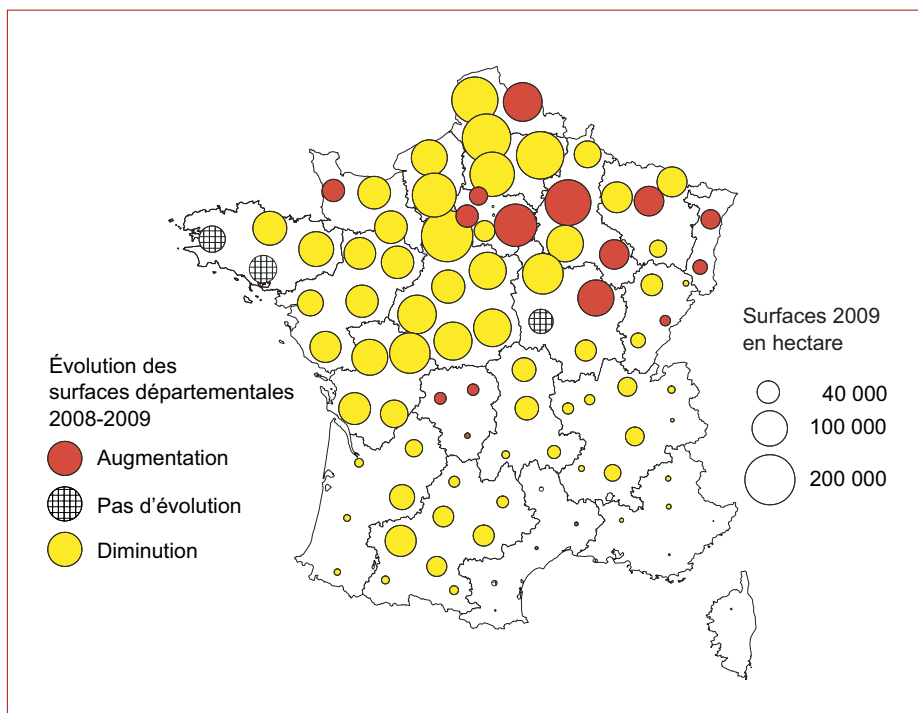 Évolution des
surfaces départementales
2008-2009
Augmentation
Pas d'évolution
Diminution
Surfaces 2009
en hectare
40 000
100 000
200 000